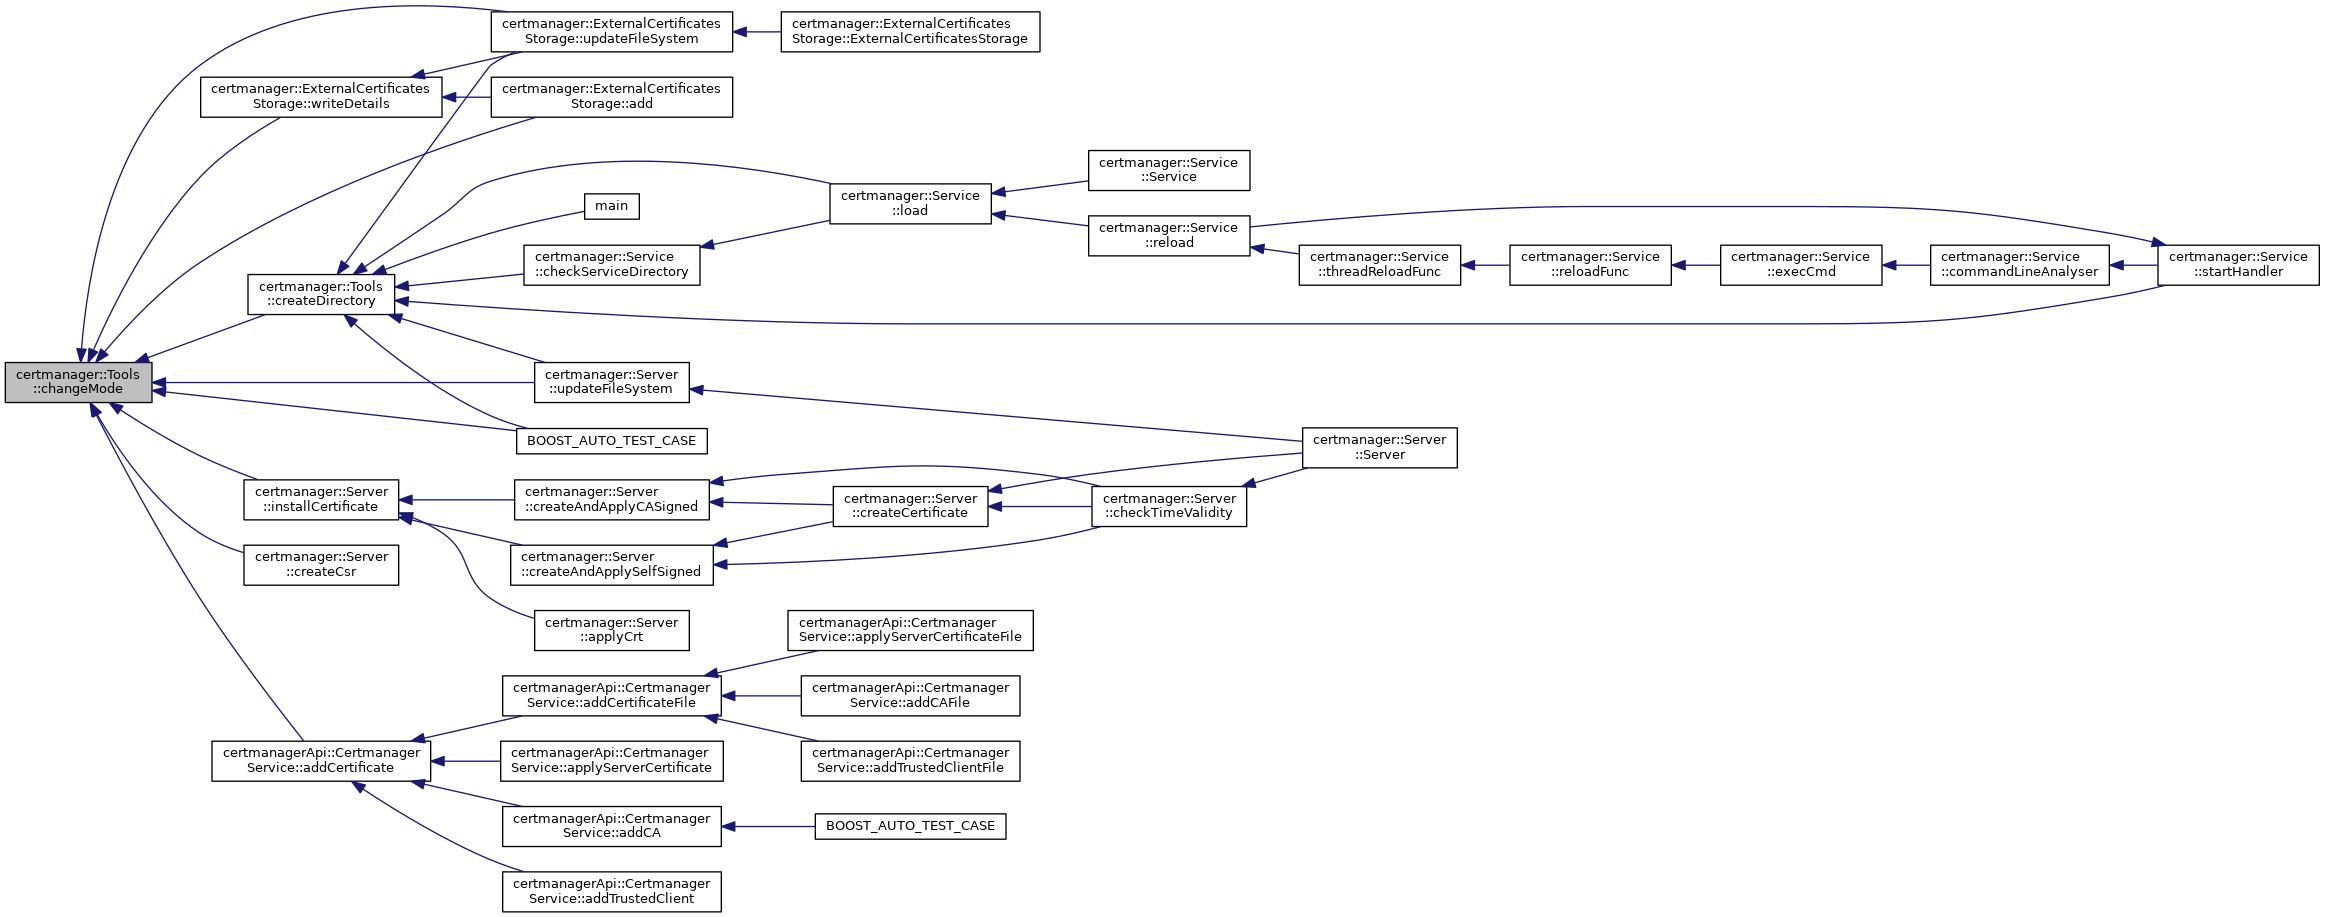 certmanager::Tools
::changeMode
certmanager::ExternalCertificates
Storage::updateFileSystem
certmanager::ExternalCertificates
Storage::ExternalCertificatesStorage
certmanager::ExternalCertificates
Storage::writeDetails
certmanager::ExternalCertificates
Storage::add
certmanager::Tools
::createDirectory
certmanager::Service
::load
certmanager::Service
::Service
certmanager::Service
::reload
main
certmanager::Service
::checkServiceDirectory
certmanager::Service
::threadReloadFunc
certmanager::Service
::reloadFunc
certmanager::Service
::execCmd
certmanager::Service
::commandLineAnalyser
certmanager::Service
::startHandler
certmanager::Server
::updateFileSystem
BOOST_AUTO_TEST_CASE
certmanager::Server
::Server
certmanager::Server
::installCertificate
certmanager::Server
::createAndApplyCASigned
certmanager::Server
::createCertificate
certmanager::Server
::checkTimeValidity
certmanager::Server
::createCsr
certmanager::Server
::createAndApplySelfSigned
certmanager::Server
::applyCrt
certmanagerApi::Certmanager
Service::applyServerCertificateFile
certmanagerApi::Certmanager
Service::addCertificateFile
certmanagerApi::Certmanager
Service::addCAFile
certmanagerApi::Certmanager
Service::addCertificate
certmanagerApi::Certmanager
Service::applyServerCertificate
certmanagerApi::Certmanager
Service::addTrustedClientFile
certmanagerApi::Certmanager
Service::addCA
BOOST_AUTO_TEST_CASE
certmanagerApi::Certmanager
Service::addTrustedClient